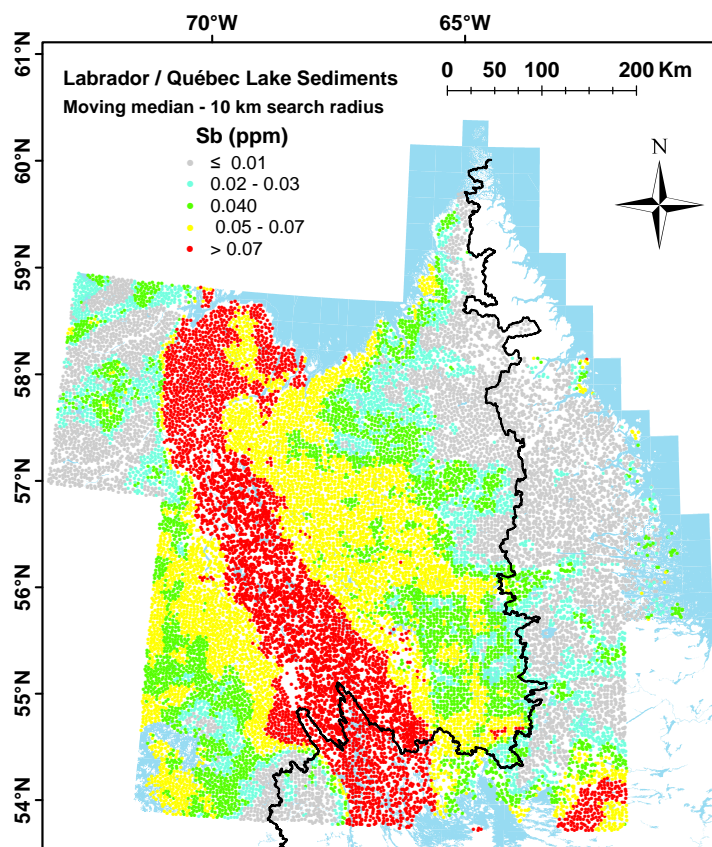 70°W 65°W
61°N
Labrador / Québec Lake Sediments
0 50 100 200 Km
Moving median - 10 km search radius
Sb (ppm)
≤ 0.01
0.02 - 0.03
0.040
0.05 - 0.07
> 0.07
N
60°N
59°N
58°N
57°N
56°N
55°N
54°N